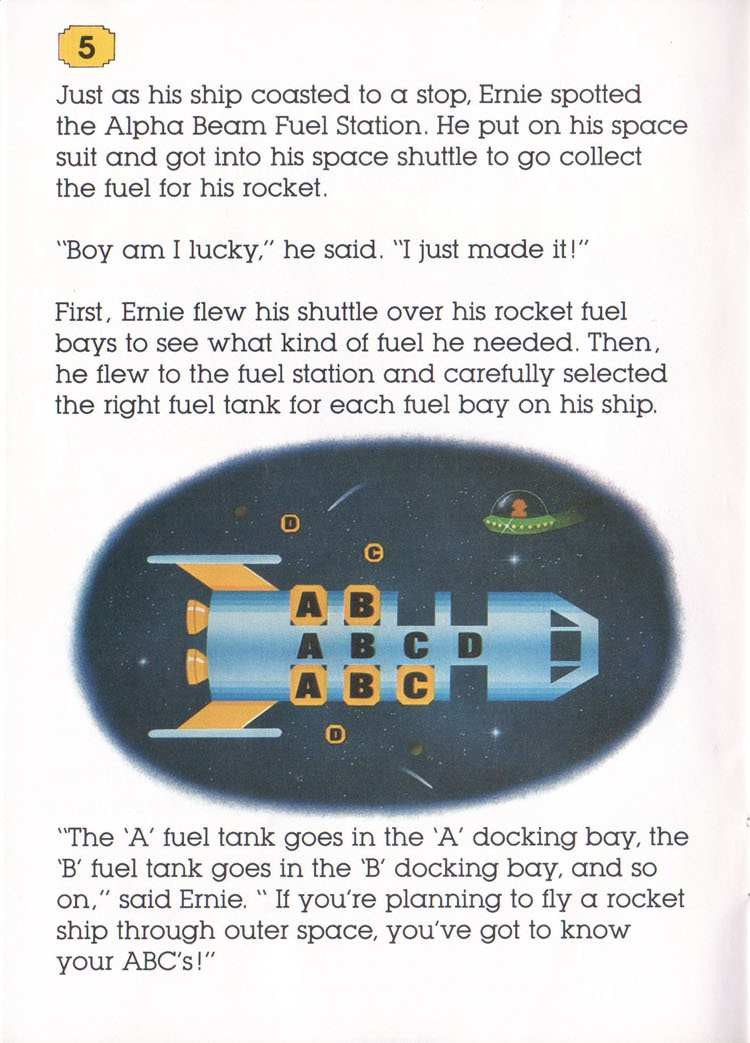 5
Just as his ship coasted to a stop, Ernie spotted
the Alpha Beam Fuel Station. He put on his space
suit and got into his space shuttle to go collect
the fuel for his rocket.
“Boy am I lucky,” he said. “I just made it!”
First, Ernie flew his shuttle over his rocket fuel
bays to see what kind of fuel he needed. Then,
he flew to the fuel station and carefully selected
the right fuel tank for each fuel bay on his ship.
D
C
A B
A B C D
A B C
D
“The ‘A’ fuel tank goes in the ‘A’ docking bay, the
‘B’ fuel tank goes in the ‘B’ docking bay, and so
on,” said Ernie. “ If you’re planning to fly a rocket
ship through outer space, you’ve got to know
your ABC’s!”